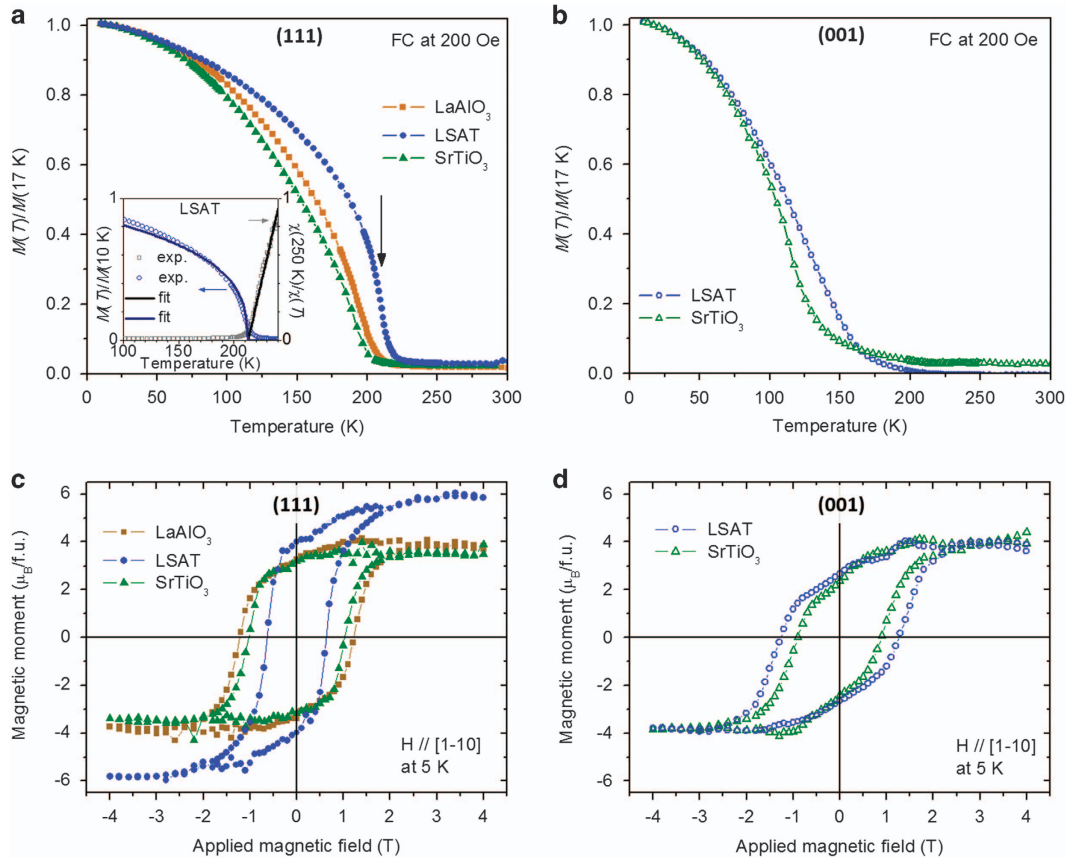 a
(111)
FC at 200 Oe
LaAlO3
LSAT
SrTiO3
M(T)/M(17 K)
1.0
0.8
0.6
0.4
0.2
0.0
0 50 100 150 200 250 300
Temperature (K)
LSAT
exp.
exp.
fit
fit
M(T)/M(10 K)
χ(250 K)/χ(T)
1 1
0 0
100 150 200
Temperature (K)
b
(001)
FC at 200 Oe
LSAT
SrTiO3
M(T)/M(17 K)
1.0
0.8
0.6
0.4
0.2
0.0
0 50 100 150 200 250 300
Temperature (K)
c
(111)
LaAlO3
LSAT
SrTiO3
Magnetic moment (μB/f.u.)
6
4
2
0
-2
-4
-6
H // [1-10]
at 5 K
-4 -3 -2 -1 0 1 2 3 4
Applied magnetic field (T)
d
(001)
LSAT
SrTiO3
Magnetic moment (μB/f.u.)
6
4
2
0
-2
-4
-6
H // [1-10]
at 5 K
-4 -3 -2 -1 0 1 2 3 4
Applied magnetic field (T)